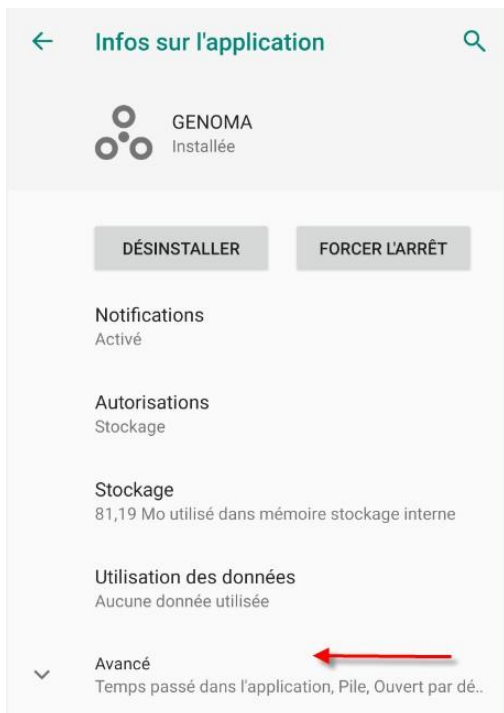 Infos sur l'application
GENOMA
Installée
DÉSINSTALLER
FORCER L'ARRÊT
Notifications
Activé
Autorisations
Stockage
Stockage
81,19 Mo utilisé dans mémoire stockage interne
Utilisation des données
Aucune donnée utilisée
Avancé
Temps passé dans l'application, Pile, Ouvert par dé..